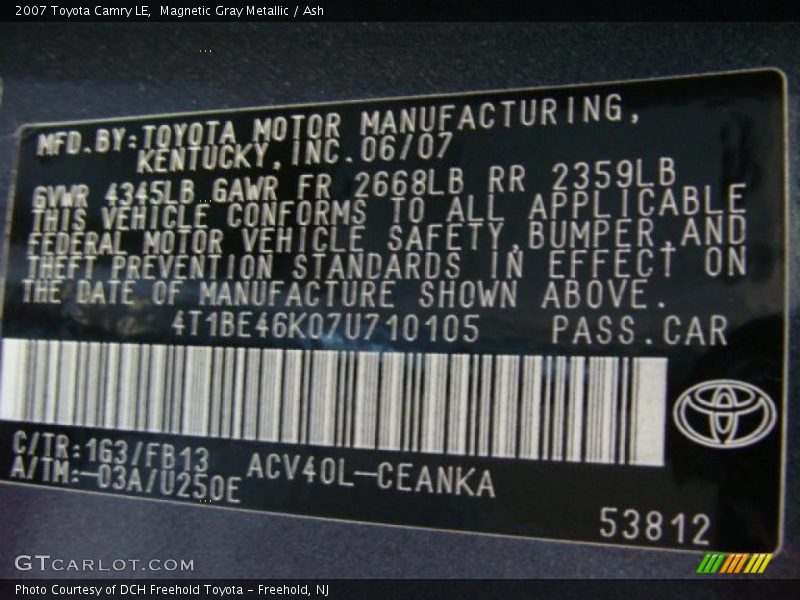 2007 Toyota Camry LE,  Magnetic Gray Metallic / Ash
MFD.BY:TOYOTA MOTOR MANUFACTURING,
KENTUCKY,INC.06/07
GVWR 4345LB GAWR FR 2668LB RR 2359LB
THIS VEHICLE CONFORMS TO ALL APPLICABLE
FEDERAL MOTOR VEHICLE SAFETY,BUMPER,AND
THEFT PREVENTION STANDARDS IN EFFECT ON
THE DATE OF MANUFACTURE SHOWN ABOVE.
4T1BE46K07U710105 PASS.CAR
C/TR:1G3/FB13 ACV40L-CEANKA
A/TM:-03A/U250E
53812
GTCARLOT.COM
Photo Courtesy of DCH Freehold Toyota - Freehold, NJ